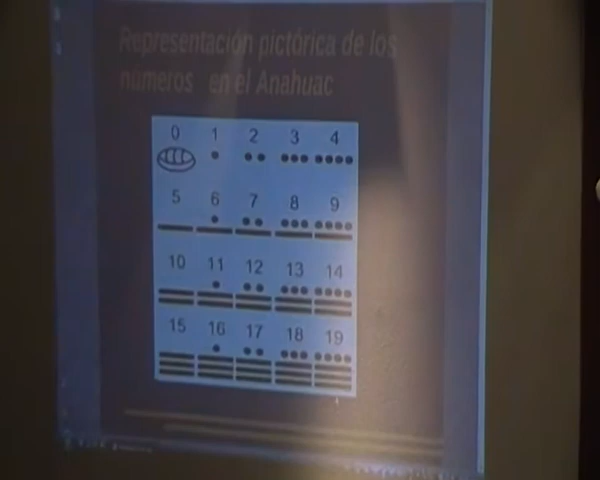 Representación pictórica de los
números en el Anahuac
0 1 2 3 4
5 6 7 8 9
10 11 12 13 14
15 16 17 18 19